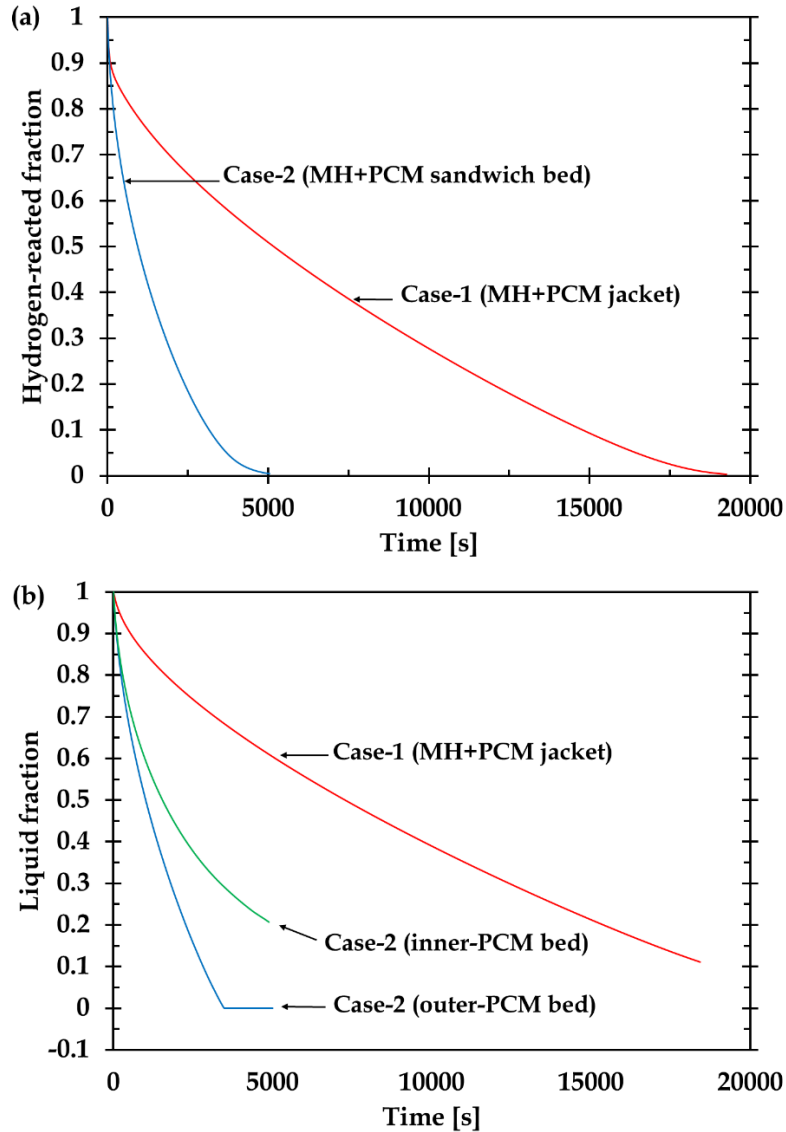 (a)
1
0.9
0.8
0.7
0.6
0.5
0.4
0.3
0.2
0.1
0
Hydrogen-reacted fraction
Case-2 (MH+PCM sandwich bed)
Case-1 (MH+PCM jacket)
0 5000 10000 15000 20000
Time [s]
(b)
1
0.9
0.8
0.7
0.6
0.5
0.4
0.3
0.2
0.1
0
-0.1
Liquid fraction
Case-1 (MH+PCM jacket)
Case-2 (inner-PCM bed)
Case-2 (outer-PCM bed)
0 5000 10000 15000 20000
Time [s]